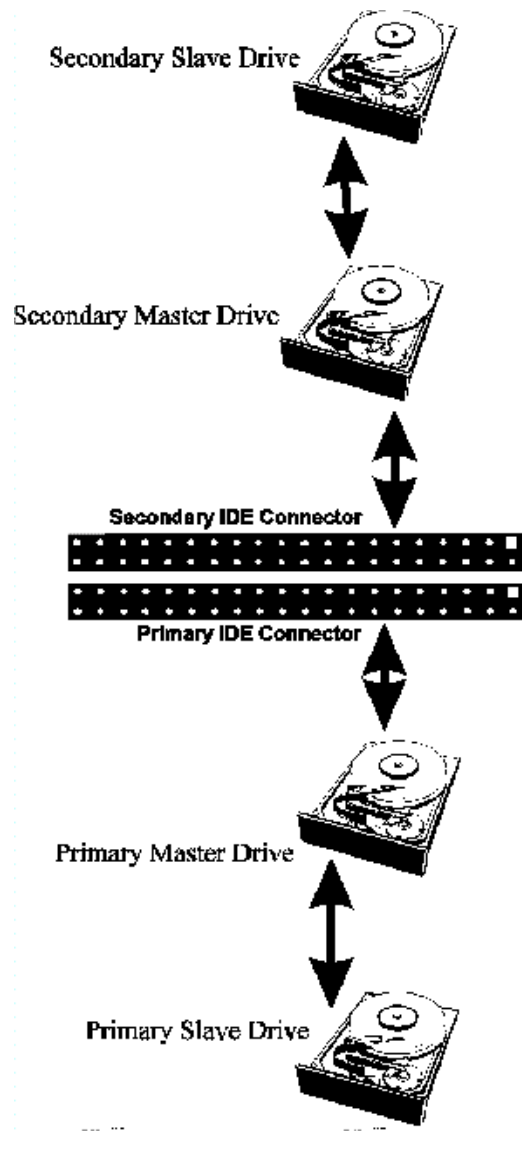 Secondary Slave Drive
Secondary Master Drive
Secondary IDE Connector
Primary IDE Connector
Primary Master Drive
Primary Slave Drive